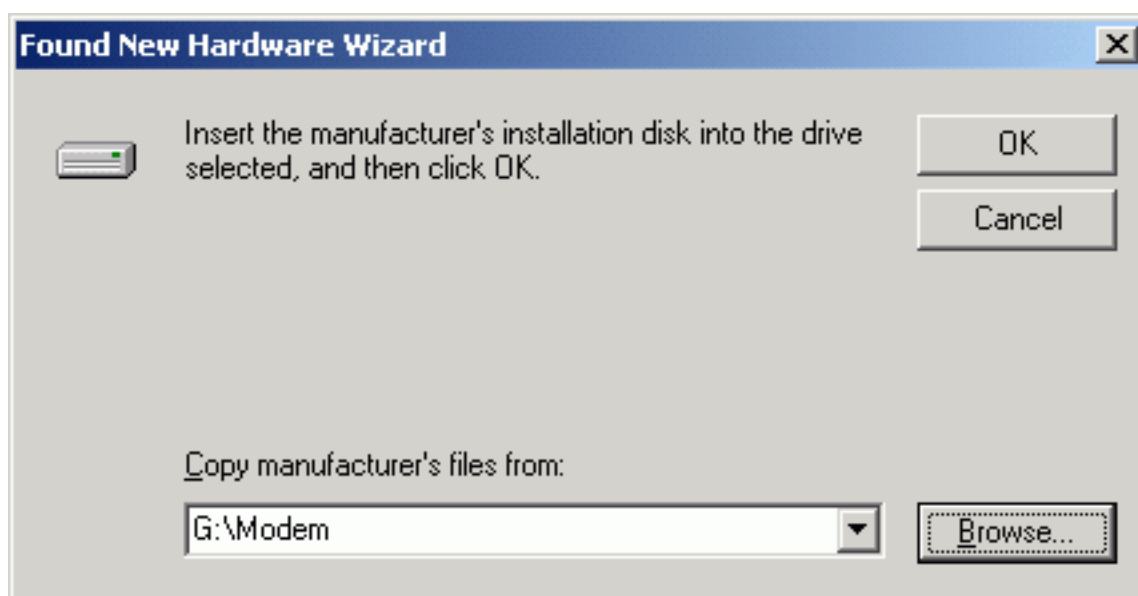 Found New Hardware Wizard
Insert the manufacturer's installation disk into the drive
selected, and then click OK.
OK
Cancel
Copy manufacturer's files from:
G:\Modem
Browse...